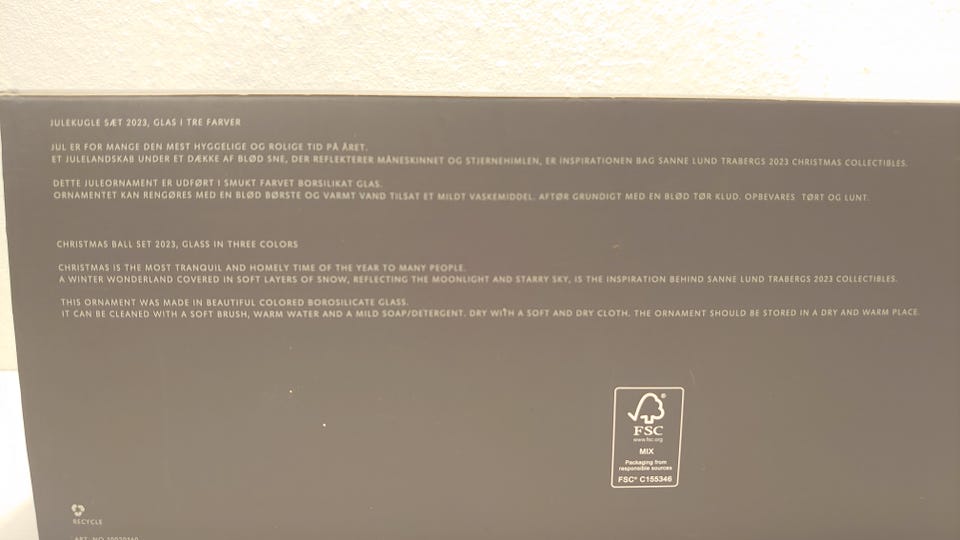 JULEKUGLE SÆT 2023, GLAS I TRE FARVER
JUL ER FOR MANGE DEN MEST HYGGELIGE OG ROLIGE TID PÅ ÅRET.
ET JULELANDSKAB UNDER ET DÆKKE AF BLØD SNE, DER REFLEKTERER MÅNESKINNET OG STJERNEHIMLEN, ER INSPIRATIONEN BAG SANNE LUND TRABERGS 2023 CHRISTMAS COLLECTIBLES.
DETTE JULEORNAMENT ER UDFØRT I SMUKT FARVET BORSILIKAT GLAS.
ORNAMENTET KAN RENGØRES MED EN BLØD BØRSTE OG VARMT VAND TILSAT ET MILDT VASKEMIDDEL. AFTØR GRUNDIGT MED EN BLØD TØR KLUD. OPBEVARES TØRT OG LUNT.
CHRISTMAS BALL SET 2023, GLASS IN THREE COLORS
CHRISTMAS IS THE MOST TRANQUIL AND HOMELY TIME OF THE YEAR TO MANY PEOPLE.
A WINTER WONDERLAND COVERED IN SOFT LAYERS OF SNOW, REFLECTING THE MOONLIGHT AND STARRY SKY, IS THE INSPIRATION BEHIND SANNE LUND TRABERGS 2023 COLLECTIBLES.
THIS ORNAMENT WAS MADE IN BEAUTIFUL COLORED BOROSILICATE GLASS.
IT CAN BE CLEANED WITH A SOFT BRUSH, WARM WATER AND A MILD SOAP/DETERGENT. DRY WITH A SOFT AND DRY CLOTH. THE ORNAMENT SHOULD BE STORED IN A DRY AND WARM PLACE.
FSC
www.fsc.org
MIX
Packaging from
responsible sources
FSC® C155346
RECYCLE
ART. NO